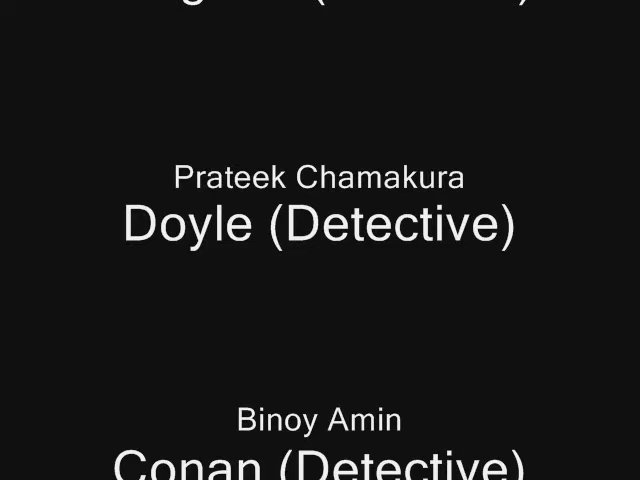 Prateek Chamakura
Doyle (Detective)
Binoy Amin
Conan (Detective)